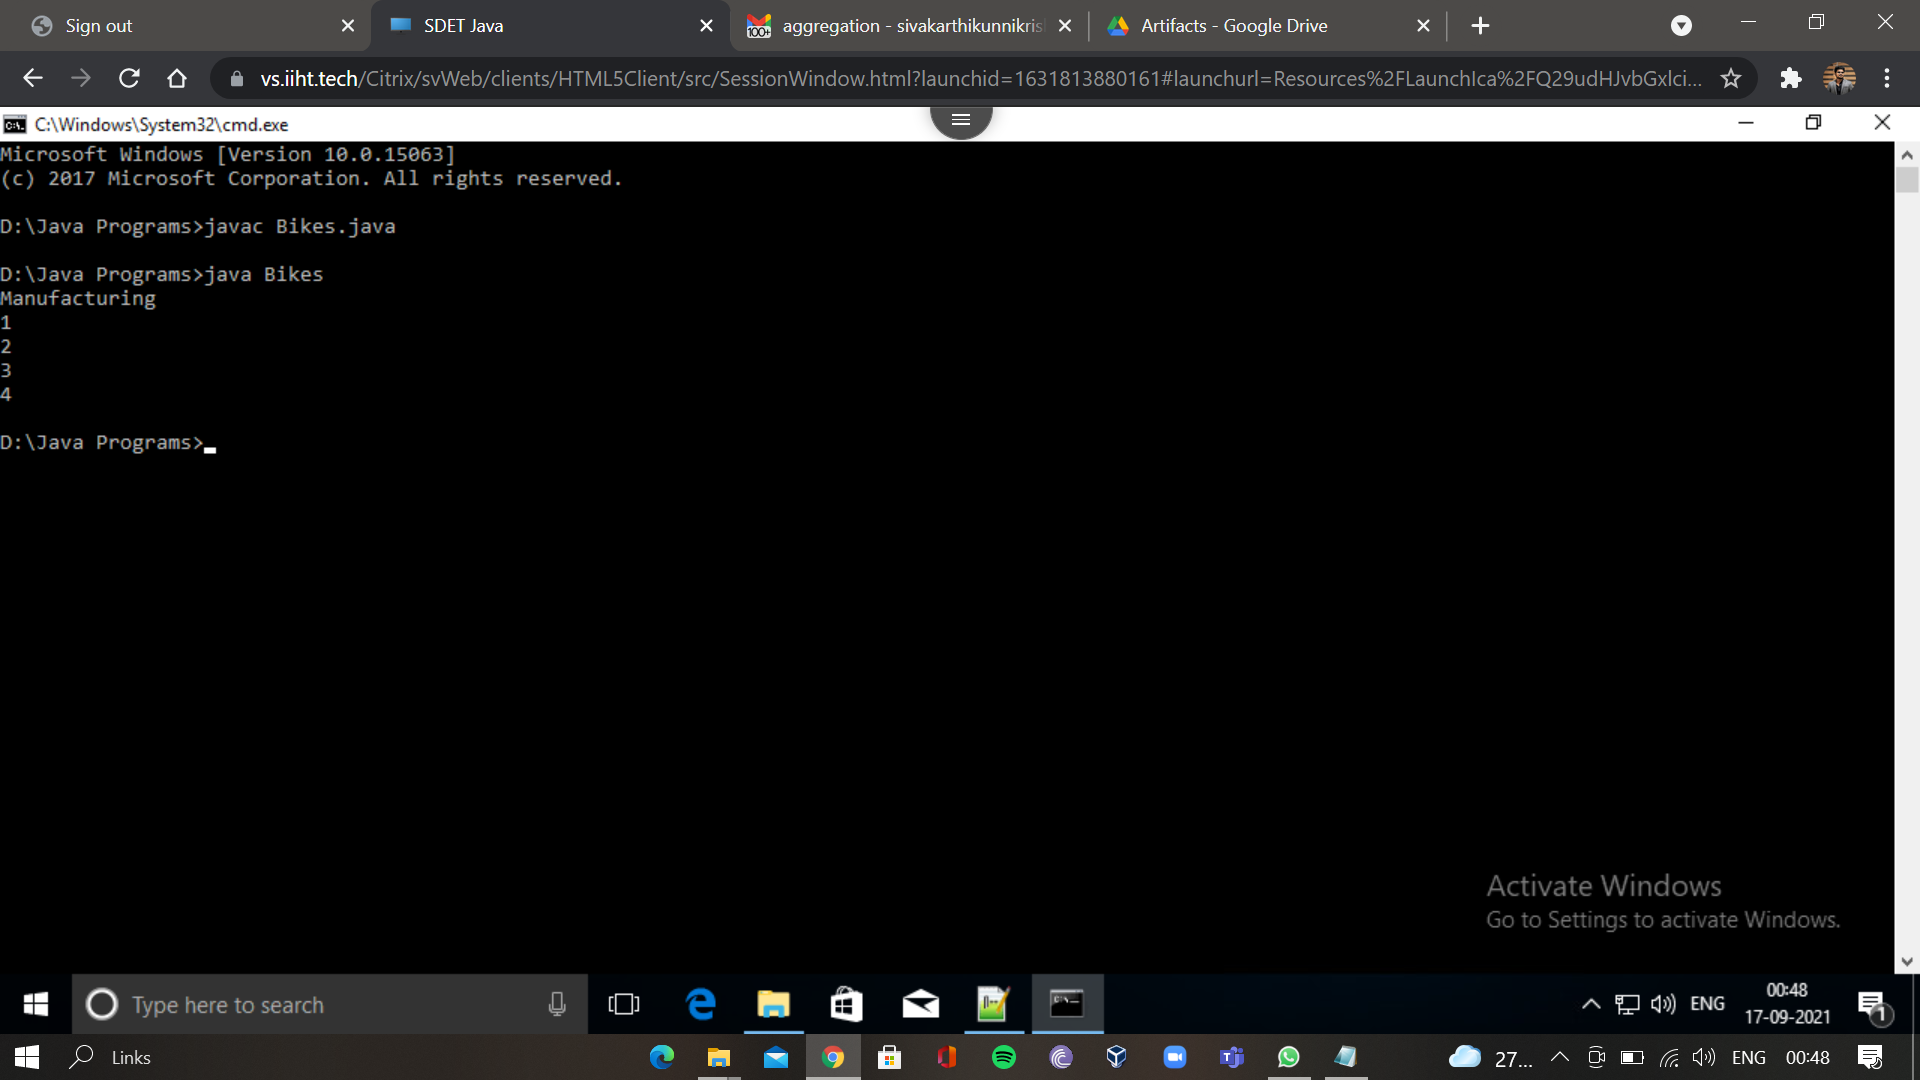 Sign out
SDET Java
aggregation - sivakarthikunnikris
Artifacts - Google Drive
vs.iiht.tech/Citrix/svWeb/clients/HTML5Client/src/SessionWindow.html?launchid=1631813880161#launchurl=Resources%2FLaunchIca%2FQ29udHJvbGxlci...
C:\Windows\System32\cmd.exe
Microsoft Windows [Version 10.0.15063]
(c) 2017 Microsoft Corporation. All rights reserved.
D:\Java Programs>javac Bikes.java
D:\Java Programs>java Bikes
Manufacturing
1
2
3
4
D:\Java Programs>
Activate Windows
Go to Settings to activate Windows.
Type here to search
ENG
00:48
17-09-2021
1
Links
27...
ENG
00:48